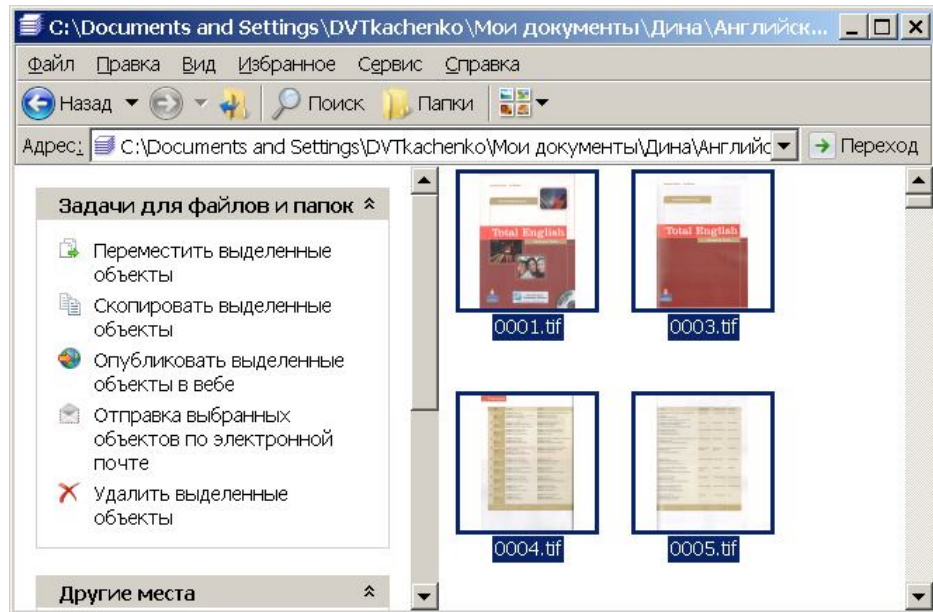 C:\Documents and Settings\DVTkachenko\Мои документы\Дина\Английск...
Файл Правка Вид Избранное Сервис Справка
Назад Поиск Папки
Адрес: C:\Documents and Settings\DVTkachenko\Мои документы\Дина\Английс Переход
Задачи для файлов и папок
Переместить выделенные
объекты
Скопировать выделенные
объекты
Опубликовать выделенные
объекты в вебе
Отправка выбранных
объектов по электронной
почте
Удалить выделенные
объекты
Другие места
Total English
0001.tif
Total English
0003.tif
0004.tif
0005.tif